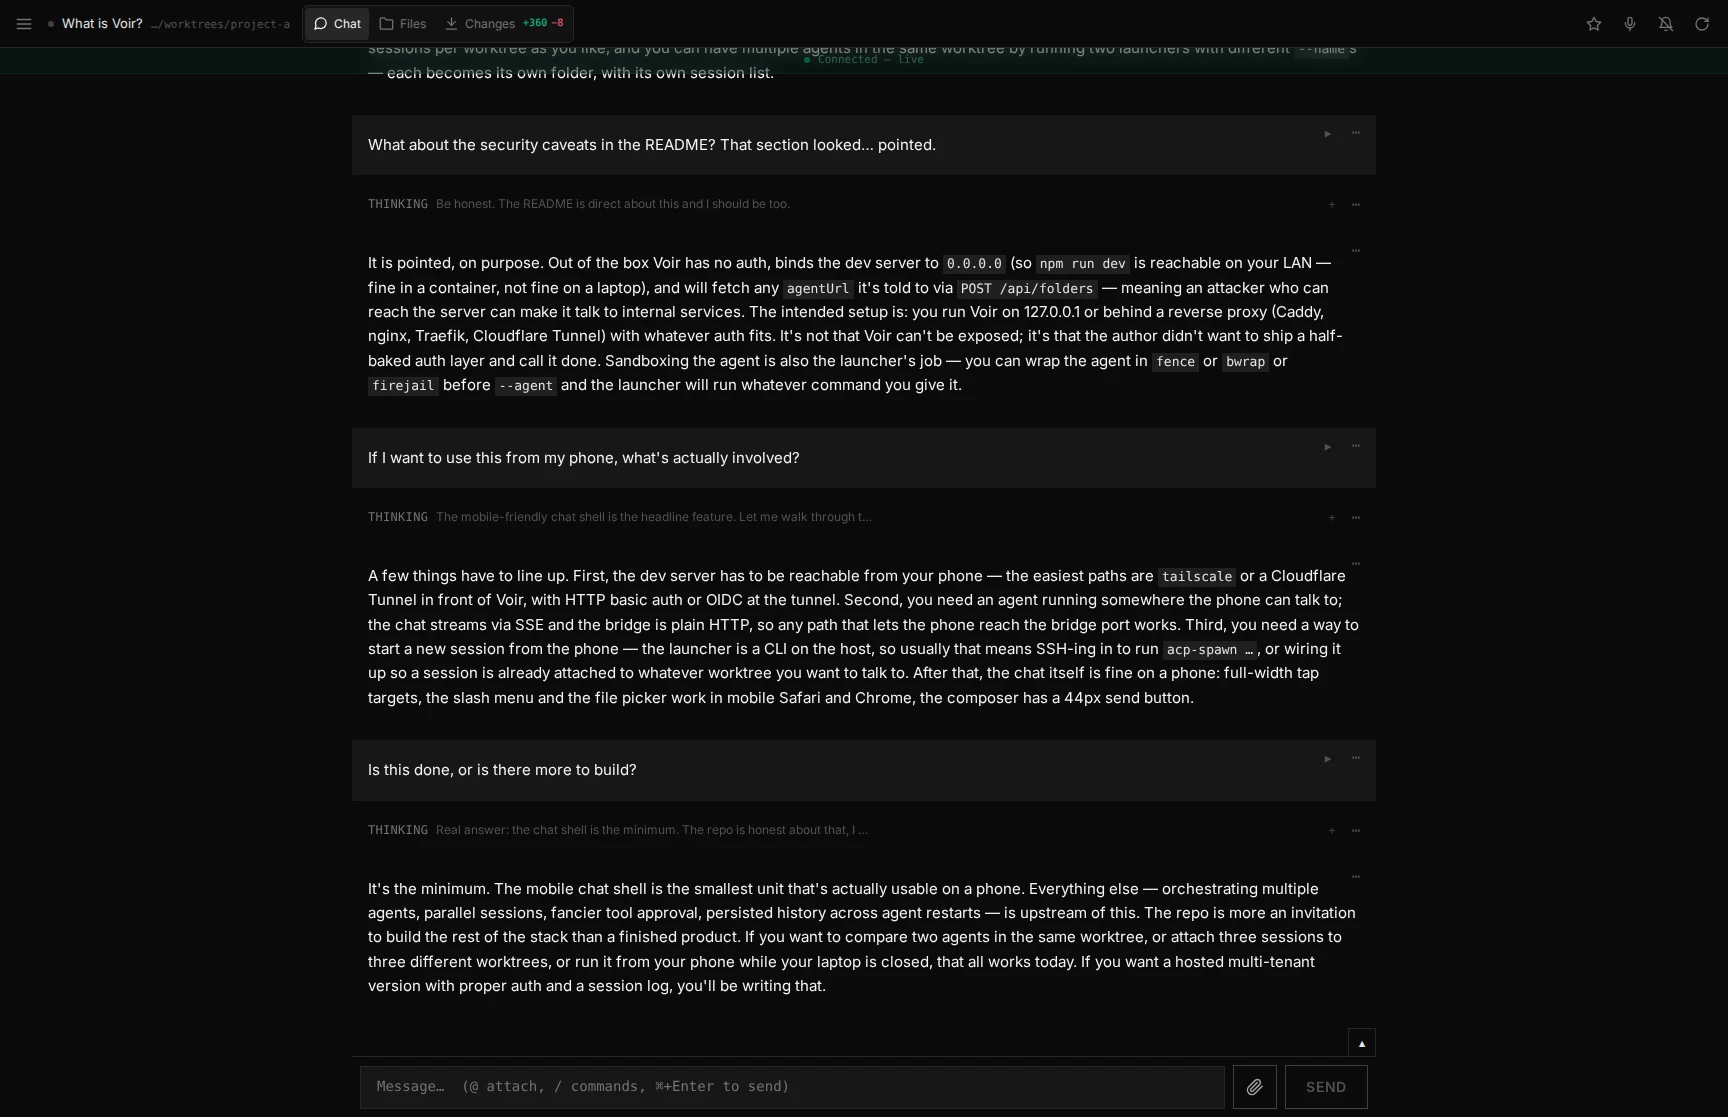 What is Voir? …/worktrees/project-a Chat Files Changes +360 −8
sessions per worktree as you like, and you can have multiple agents in the same worktree by running two launchers with different --name s
Connected — live
— each becomes its own folder, with its own session list.
What about the security caveats in the README? That section looked… pointed.
THINKING Be honest. The README is direct about this and I should be too.
It is pointed, on purpose. Out of the box Voir has no auth, binds the dev server to 0.0.0.0 (so npm run dev is reachable on your LAN —
fine in a container, not fine on a laptop), and will fetch any agentUrl it's told to via POST /api/folders — meaning an attacker who can
reach the server can make it talk to internal services. The intended setup is: you run Voir on 127.0.0.1 or behind a reverse proxy (Caddy,
nginx, Traefik, Cloudflare Tunnel) with whatever auth fits. It's not that Voir can't be exposed; it's that the author didn't want to ship a half-
baked auth layer and call it done. Sandboxing the agent is also the launcher's job — you can wrap the agent in fence or bwrap or
firejail before --agent and the launcher will run whatever command you give it.
If I want to use this from my phone, what's actually involved?
THINKING The mobile-friendly chat shell is the headline feature. Let me walk through t…
A few things have to line up. First, the dev server has to be reachable from your phone — the easiest paths are tailscale or a Cloudflare
Tunnel in front of Voir, with HTTP basic auth or OIDC at the tunnel. Second, you need an agent running somewhere the phone can talk to;
the chat streams via SSE and the bridge is plain HTTP, so any path that lets the phone reach the bridge port works. Third, you need a way to
start a new session from the phone — the launcher is a CLI on the host, so usually that means SSH-ing in to run acp-spawn …, or wiring it
up so a session is already attached to whatever worktree you want to talk to. After that, the chat itself is fine on a phone: full-width tap
targets, the slash menu and the file picker work in mobile Safari and Chrome, the composer has a 44px send button.
Is this done, or is there more to build?
THINKING Real answer: the chat shell is the minimum. The repo is honest about that, I …
It's the minimum. The mobile chat shell is the smallest unit that's actually usable on a phone. Everything else — orchestrating multiple
agents, parallel sessions, fancier tool approval, persisted history across agent restarts — is upstream of this. The repo is more an invitation
to build the rest of the stack than a finished product. If you want to compare two agents in the same worktree, or attach three sessions to
three different worktrees, or run it from your phone while your laptop is closed, that all works today. If you want a hosted multi-tenant
version with proper auth and a session log, you'll be writing that.
Message… (@ attach, / commands, ⌘+Enter to send) SEND